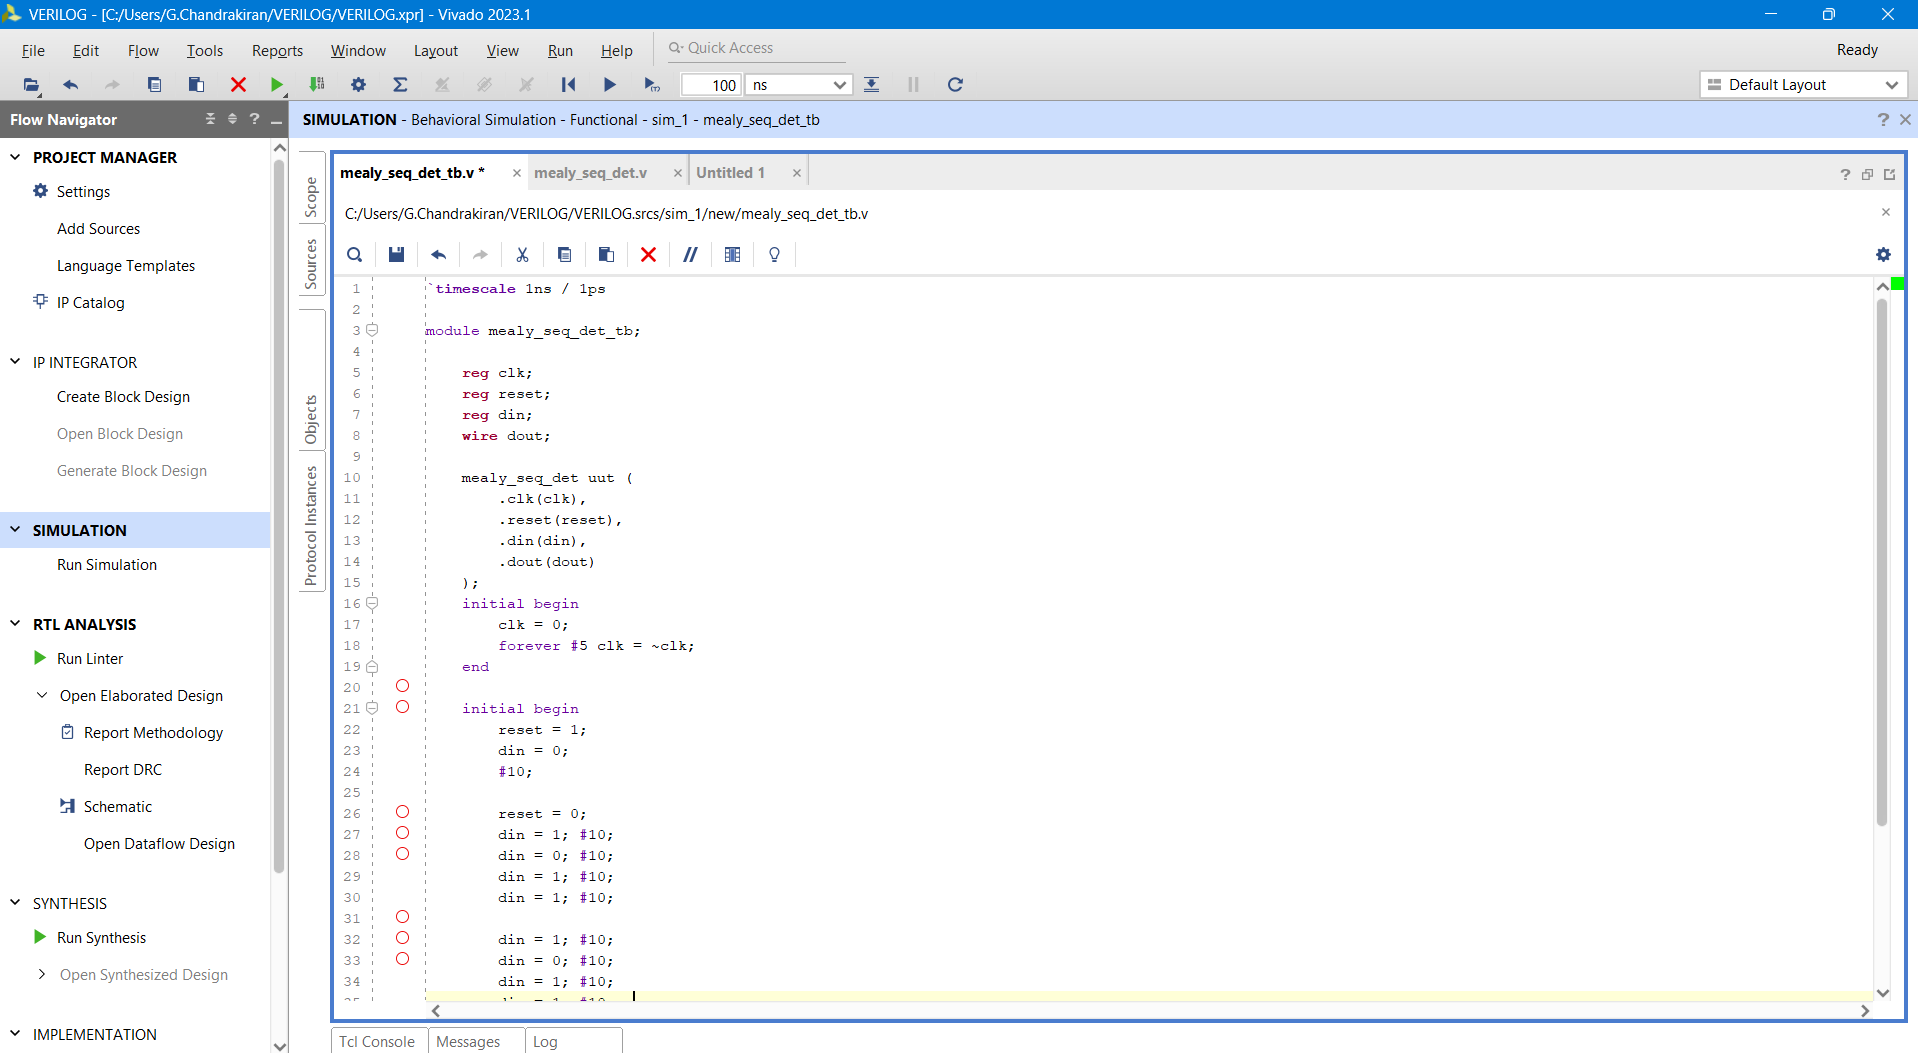 VERILOG - [C:/Users/G.Chandrakiran/VERILOG/VERILOG.xpr] - Vivado 2023.1
File Edit Flow Tools Reports Window Layout View Run Help Quick Access Ready
100 ns Default Layout
Flow Navigator
SIMULATION - Behavioral Simulation - Functional - sim_1 - mealy_seq_det_tb
PROJECT MANAGER
Settings
Add Sources
Language Templates
IP Catalog
IP INTEGRATOR
Create Block Design
Open Block Design
Generate Block Design
SIMULATION
Run Simulation
RTL ANALYSIS
Run Linter
Open Elaborated Design
Report Methodology
Report DRC
Schematic
Open Dataflow Design
SYNTHESIS
Run Synthesis
Open Synthesized Design
IMPLEMENTATION
Scope
Sources
Objects
Protocol Instances
mealy_seq_det_tb.v * mealy_seq_det.v Untitled 1
C:/Users/G.Chandrakiran/VERILOG/VERILOG.srcs/sim_1/new/mealy_seq_det_tb.v
1 `timescale 1ns / 1ps
2
3 module mealy_seq_det_tb;
4
5 reg clk;
6 reg reset;
7 reg din;
8 wire dout;
9
10 mealy_seq_det uut (
11 .clk(clk),
12 .reset(reset),
13 .din(din),
14 .dout(dout)
15 );
16 initial begin
17 clk = 0;
18 forever #5 clk = ~clk;
19 end
20
21 initial begin
22 reset = 1;
23 din = 0;
24 #10;
25
26 reset = 0;
27 din = 1; #10;
28 din = 0; #10;
29 din = 1; #10;
30 din = 1; #10;
31
32 din = 1; #10;
33 din = 0; #10;
34 din = 1; #10;
Tcl Console Messages Log